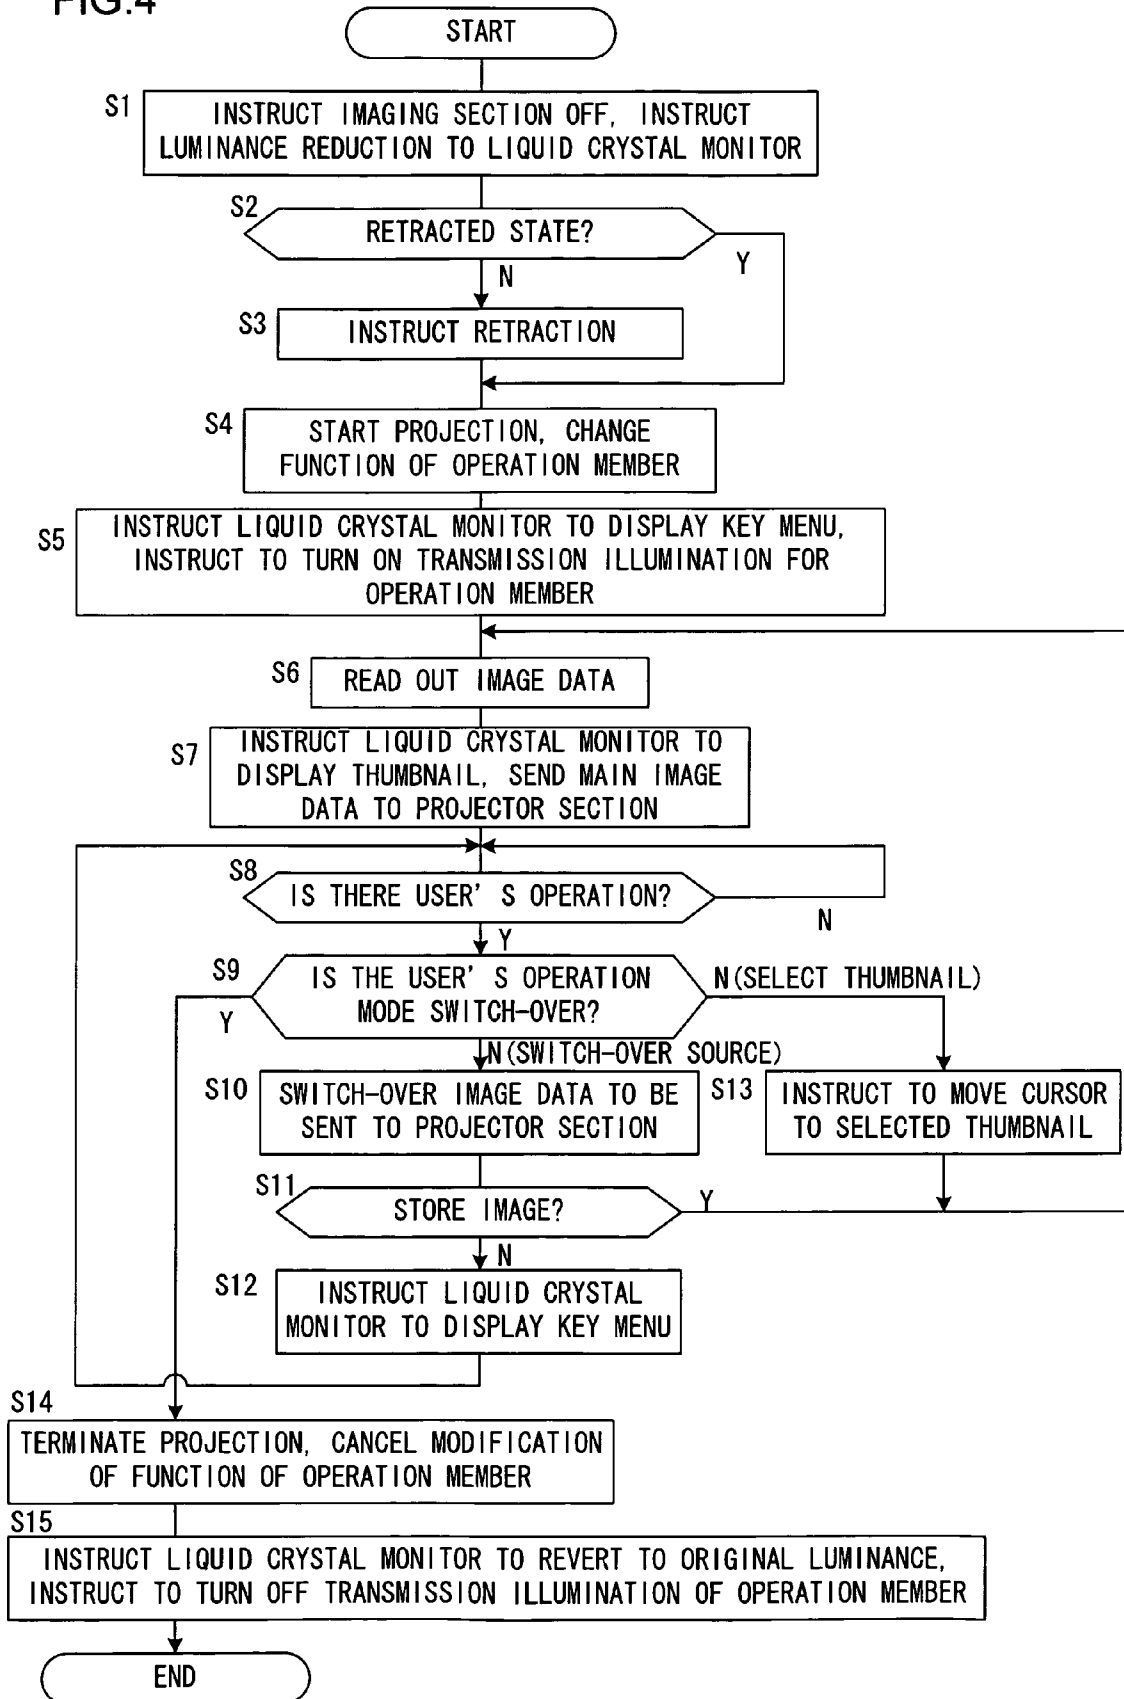 FIG.4
START
S1
INSTRUCT IMAGING SECTION OFF, INSTRUCT
LUMINANCE REDUCTION TO LIQUID CRYSTAL MONITOR
S2
RETRACTED STATE?
Y
N
S3
INSTRUCT RETRACTION
S4
START PROJECTION, CHANGE
FUNCTION OF OPERATION MEMBER
S5
INSTRUCT LIQUID CRYSTAL MONITOR TO DISPLAY KEY MENU,
INSTRUCT TO TURN ON TRANSMISSION ILLUMINATION FOR
OPERATION MEMBER
S6
READ OUT IMAGE DATA
S7
INSTRUCT LIQUID CRYSTAL MONITOR TO
DISPLAY THUMBNAIL, SEND MAIN IMAGE
DATA TO PROJECTOR SECTION
S8
IS THERE USER' S OPERATION?
N
Y
S9
IS THE USER' S OPERATION
MODE SWITCH-OVER?
N(SELECT THUMBNAIL)
Y
N(SWITCH-OVER SOURCE)
S10
SWITCH-OVER IMAGE DATA TO BE
SENT TO PROJECTOR SECTION
S13
INSTRUCT TO MOVE CURSOR
TO SELECTED THUMBNAIL
S11
STORE IMAGE?
Y
N
S12
INSTRUCT LIQUID CRYSTAL
MONITOR TO DISPLAY KEY MENU
S14
TERMINATE PROJECTION, CANCEL MODIFICATION
OF FUNCTION OF OPERATION MEMBER
S15
INSTRUCT LIQUID CRYSTAL MONITOR TO REVERT TO ORIGINAL LUMINANCE,
INSTRUCT TO TURN OFF TRANSMISSION ILLUMINATION OF OPERATION MEMBER
END